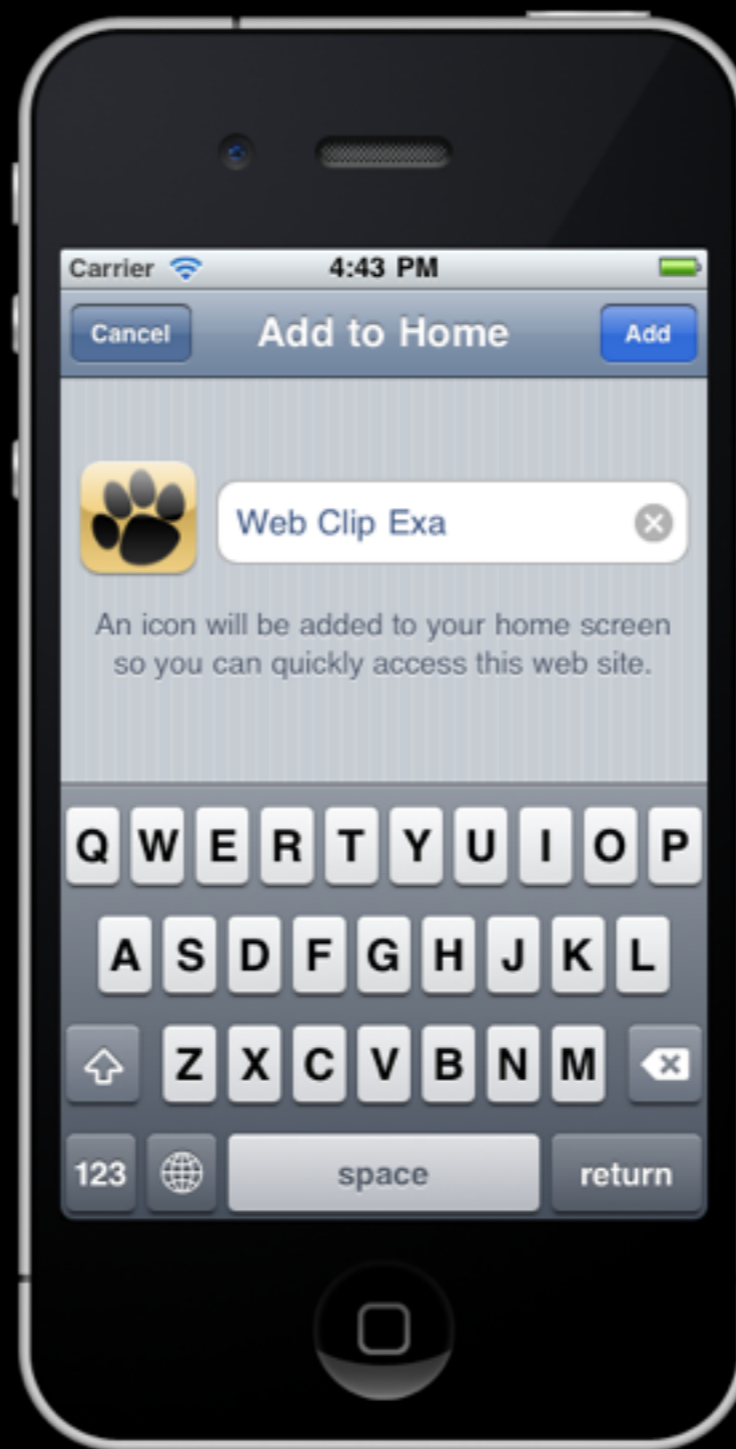 Carrier 4:43 PM
Cancel Add to Home Add
Web Clip Exa
An icon will be added to your home screen
so you can quickly access this web site.
Q W E R T Y U I O P
A S D F G H J K L
Z X C V B N M
123 space return